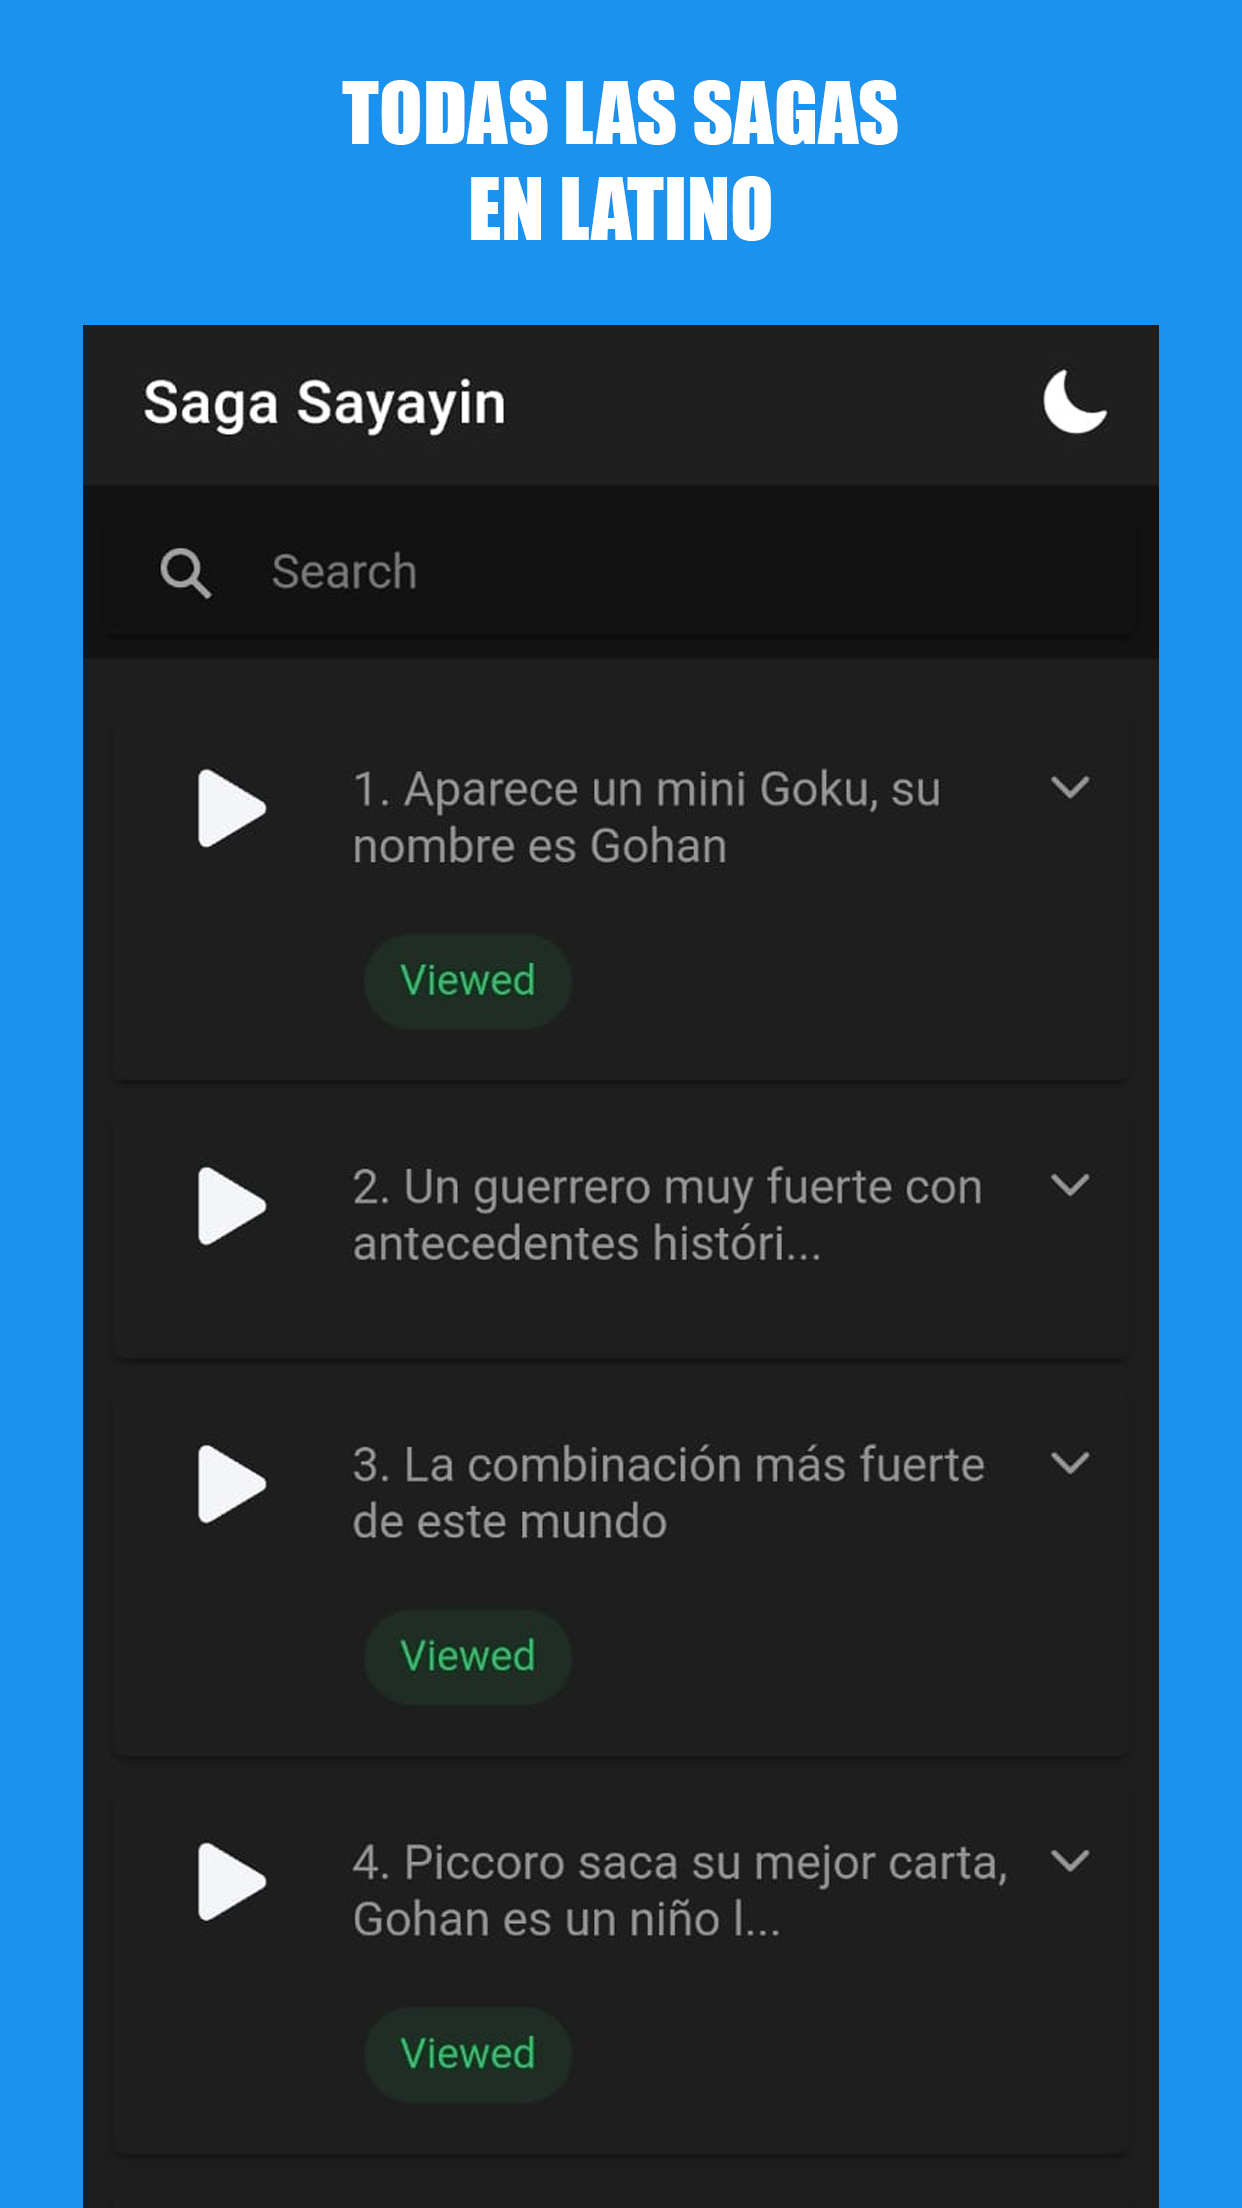 TODAS LAS SAGAS
EN LATINO
Saga Sayayin
Search
1. Aparece un mini Goku, su
nombre es Gohan
Viewed
2. Un guerrero muy fuerte con
antecedentes históri...
3. La combinación más fuerte
de este mundo
Viewed
4. Piccoro saca su mejor carta,
Gohan es un niño l...
Viewed